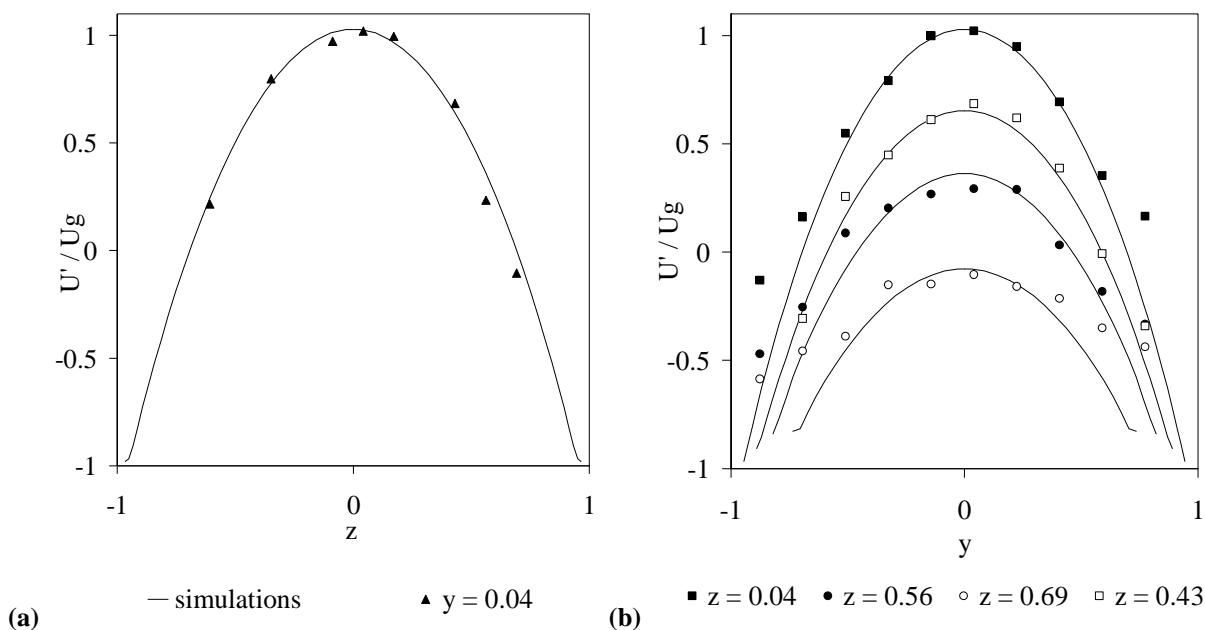 1
0.5
0
-0.5
-1
U' / Ug
-1 0 1
z
— simulations ▲ y = 0.04
(a)
1
0.5
0
-0.5
-1
U' / Ug
-1 0 1
y
■ z = 0.04 ● z = 0.56 ○ z = 0.69 □ z = 0.43
(b)